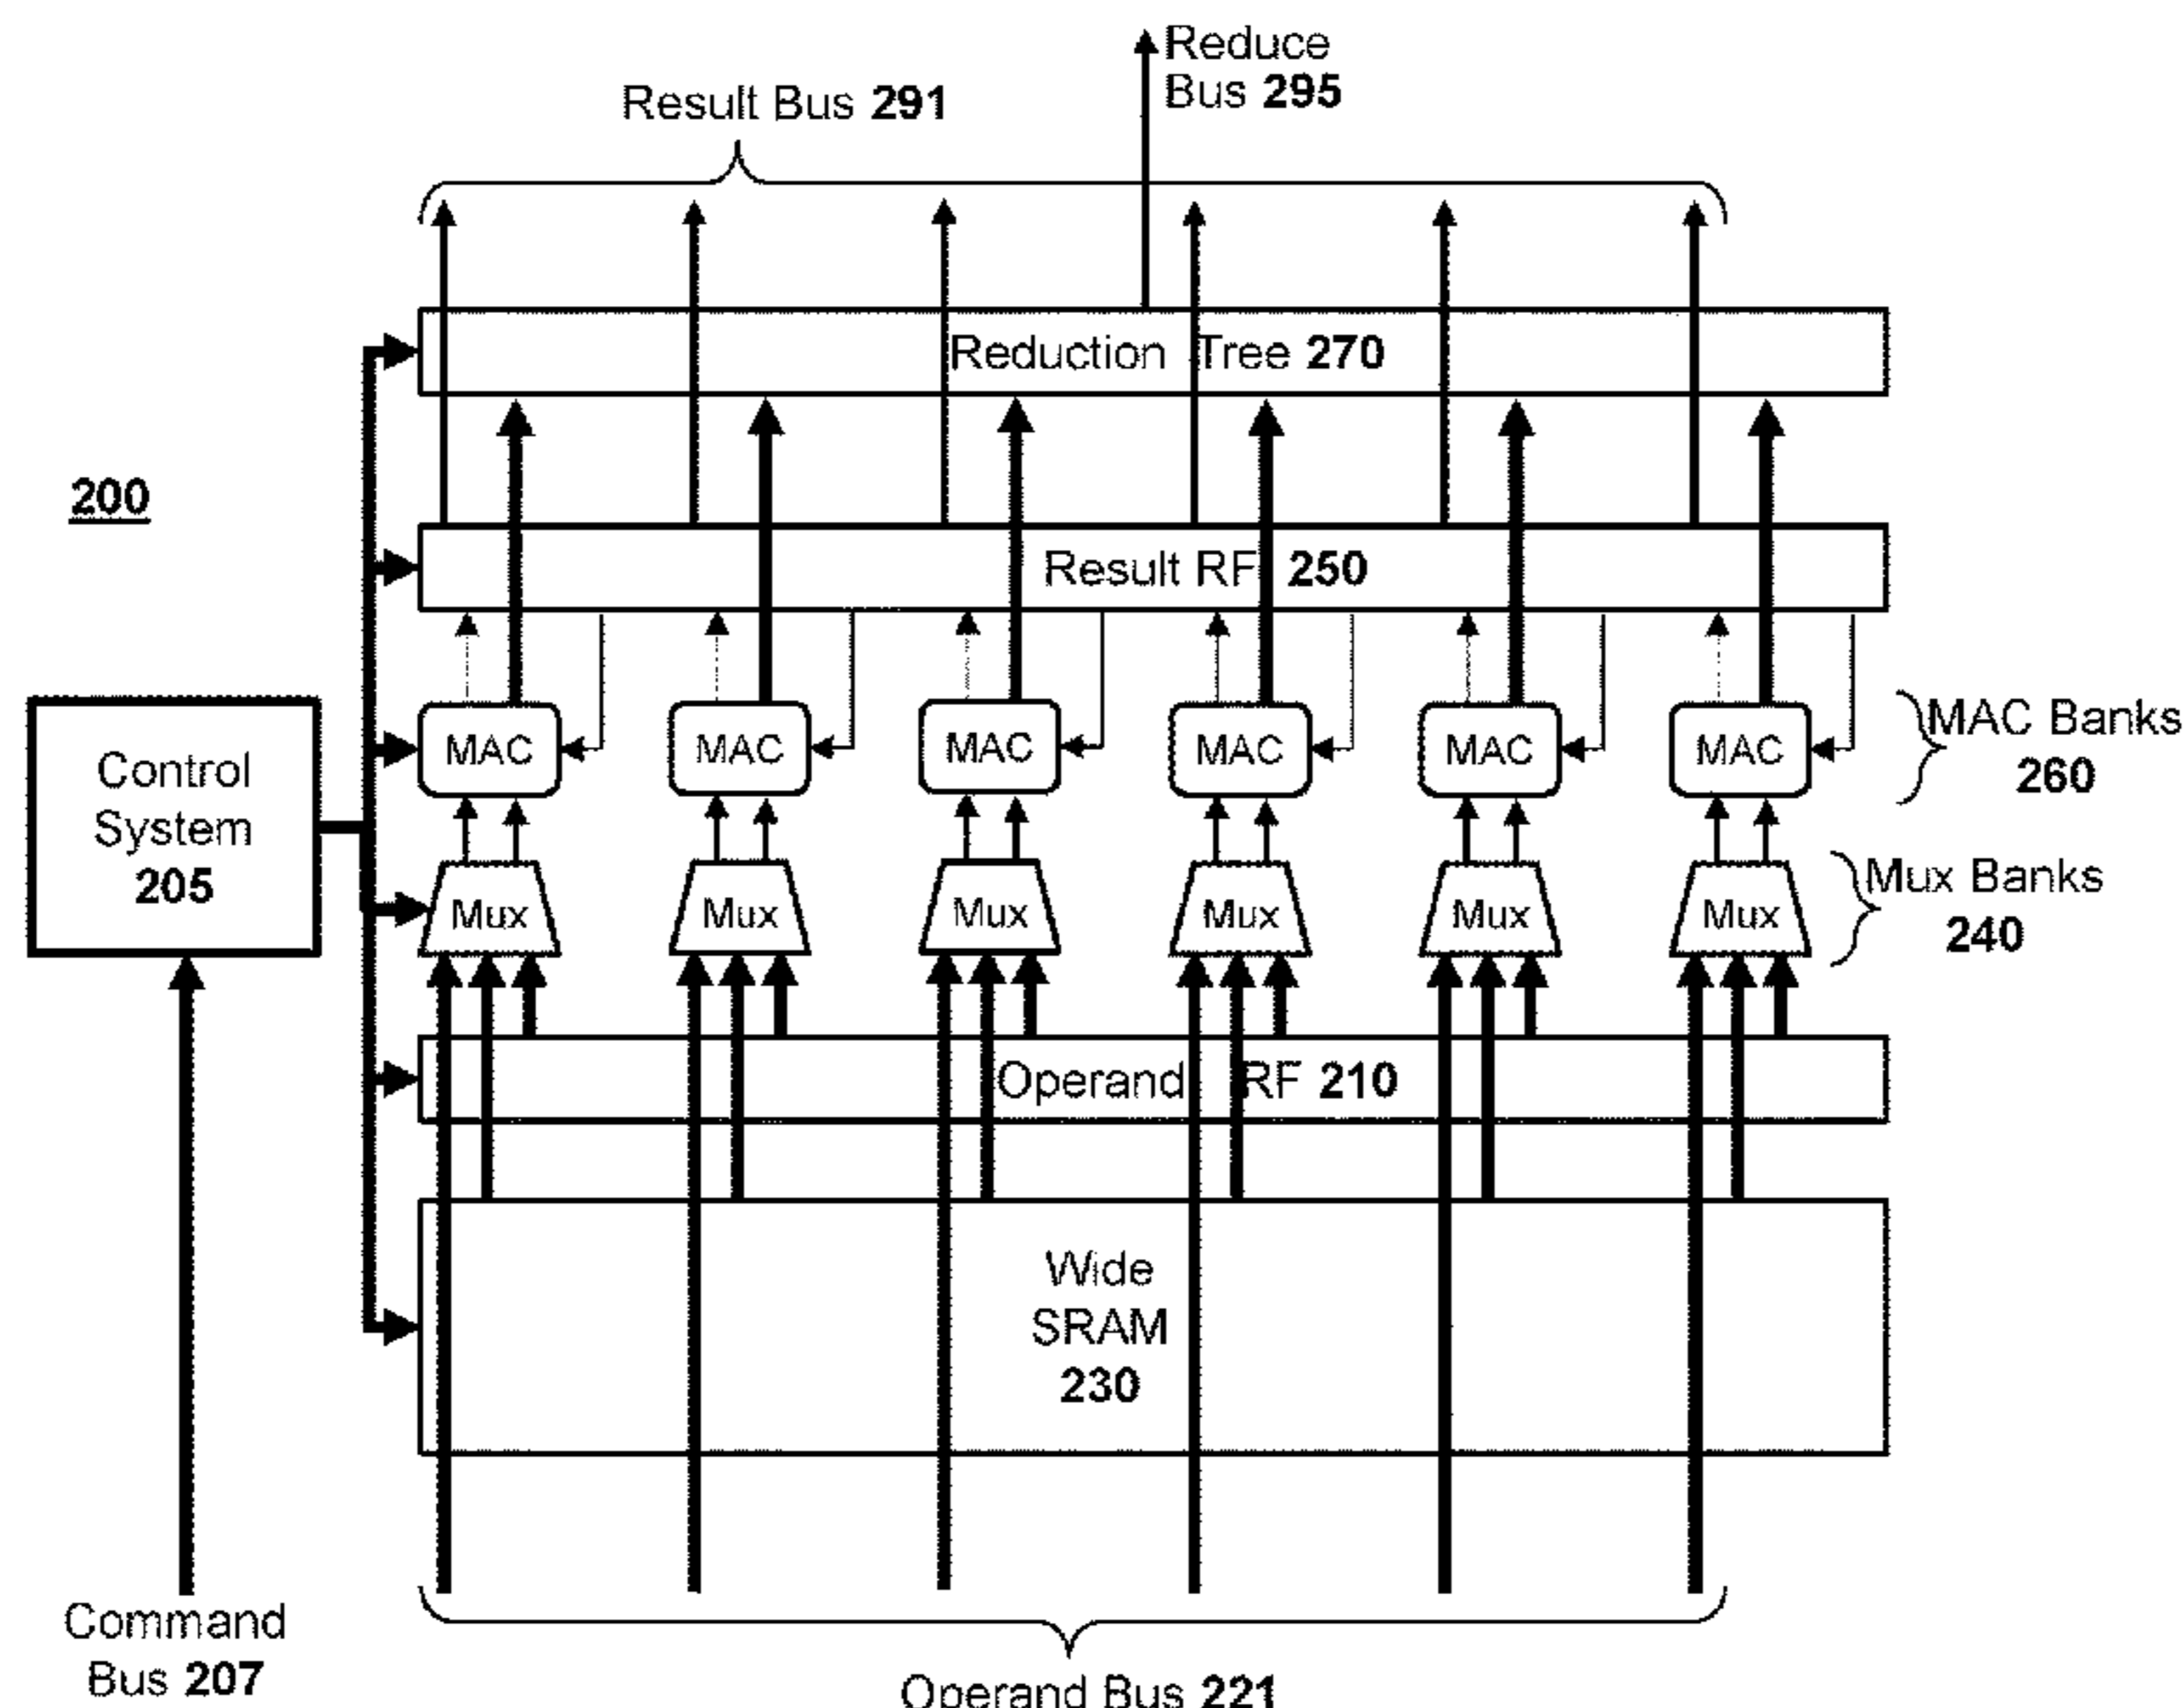 Reduce
Bus 295
Result Bus 291
Reduction Tree 270
200
Result RF 250
MAC MAC MAC MAC MAC MAC
MAC Banks
260
Control
System
205
Mux Mux Mux Mux Mux Mux
Mux Banks
240
Operand RF 210
Wide
SRAM
230
Command
Bus 207
Operand Bus 221